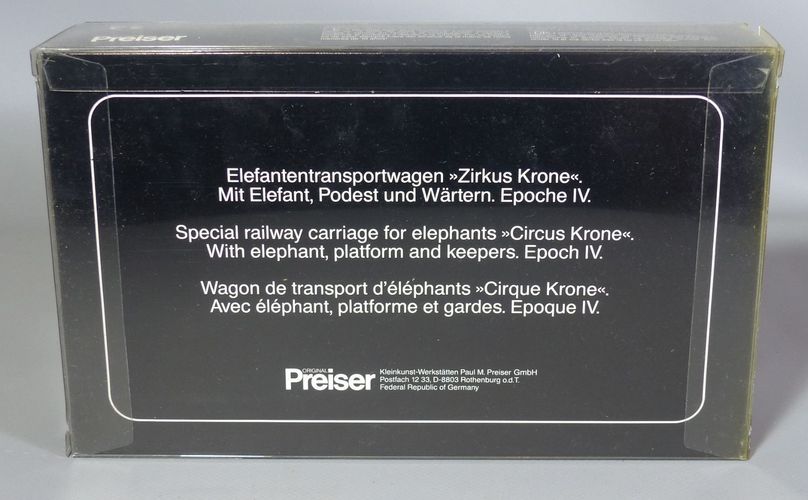 Preiser
Elefantentransportwagen »Zirkus Krone«.
Mit Elefant, Podest und Wärtern. Epoche IV.
Special railway carriage for elephants »Circus Krone«.
With elephant, platform and keepers. Epoch IV.
Wagon de transport d'éléphants »Cirque Krone«.
Avec éléphant, platforme et gardes. Epoque IV.
ORIGINAL
Preiser
Kleinkunst-Werkstätten Paul M. Preiser GmbH
Postfach 12 33, D-8803 Rothenburg o.d.T.
Federal Republic of Germany